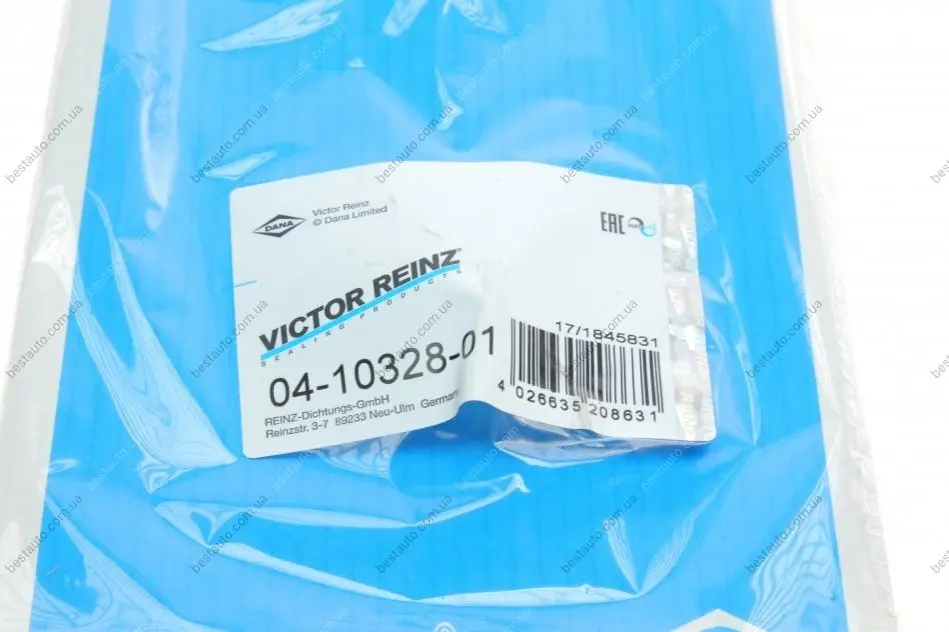 DANA
Victor Reinz
© Dana Limited
EAC
VICTOR REINZ®
SEALING PRODUCTS
04-10328-01
17/1845831
4 026635 208631
REINZ-Dichtungs-GmbH
Reinzstr. 3-7 89233 Neu-Ulm Germany
bestauto.com.ua